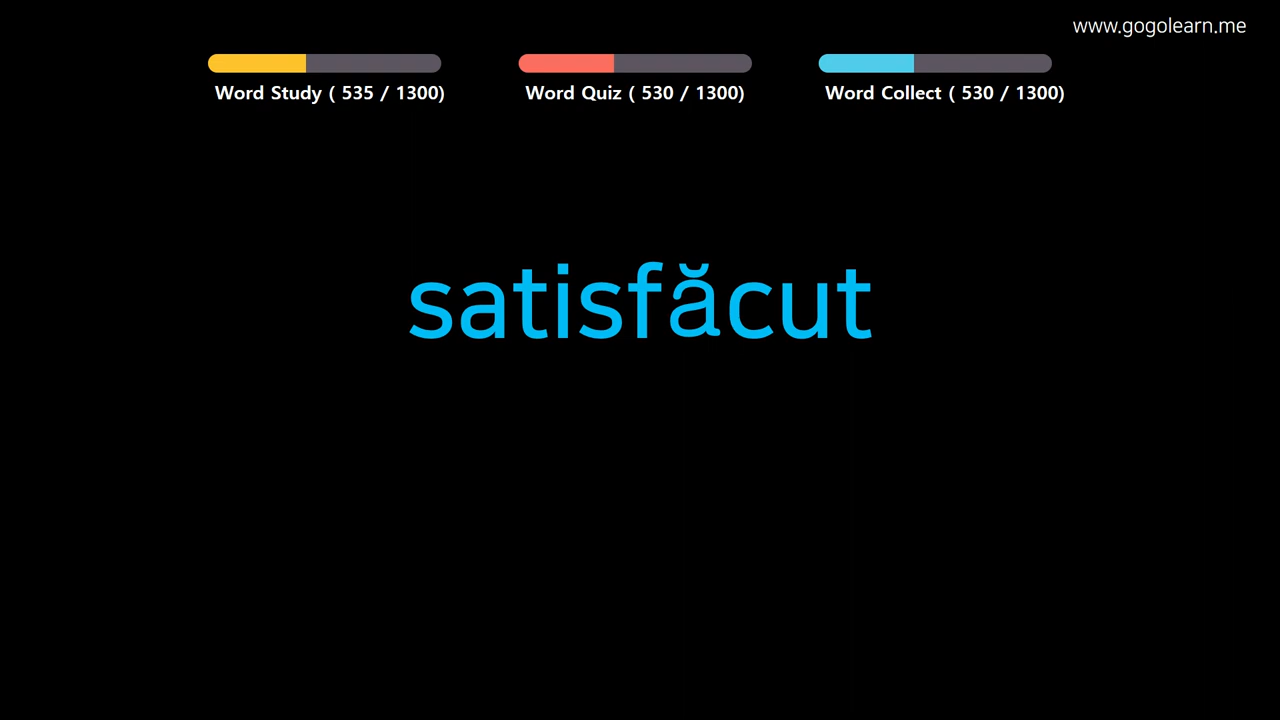 www.gogolearn.me
Word Study ( 535 / 1300)
Word Quiz ( 530 / 1300)
Word Collect ( 530 / 1300)
satisfăcut